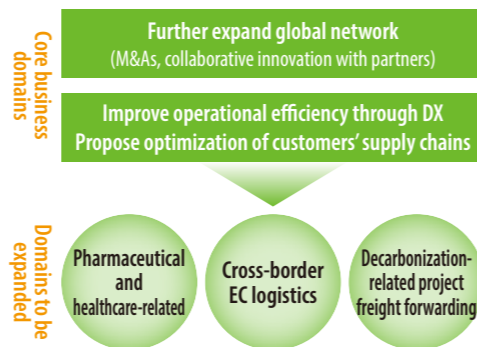 Core business
domains
Further expand global network
(M&As, collaborative innovation with partners)
Improve operational efficiency through DX
Propose optimization of customers' supply chains
Domains to be
expanded
Pharmaceutical
and
healthcare-related
Cross-border
EC logistics
Decarbonization-
related project
freight forwarding